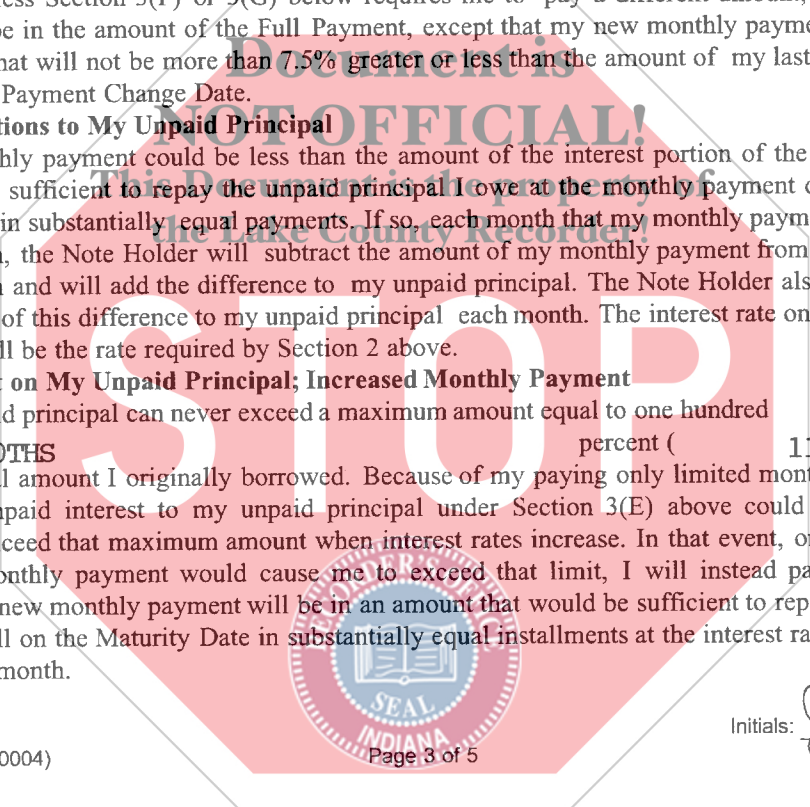 ess Section 3(F) or 3(G) below requires me to pay a different amount,
be in the amount of the Full Payment, except that my new monthly payme
hat will not be more than 7.5% greater or less than the amount of my last
Payment Change Date.
tions to My Unpaid Principal
hly payment could be less than the amount of the interest portion of the
sufficient to repay the unpaid principal I owe at the monthly payment
in substantially equal payments. If so, each month that my monthly paym
, the Note Holder will subtract the amount of my monthly payment from
and will add the difference to my unpaid principal. The Note Holder als
of this difference to my unpaid principal each month. The interest rate on
ll be the rate required by Section 2 above.
on My Unpaid Principal; Increased Monthly Payment
d principal can never exceed a maximum amount equal to one hundred
OTHS percent ( 11
l amount I originally borrowed. Because of my paying only limited mont
npaid interest to my unpaid principal under Section 3(E) above could
ceed that maximum amount when interest rates increase. In that event, o
onthly payment would cause me to exceed that limit, I will instead pa
new monthly payment will be in an amount that would be sufficient to rep
ll on the Maturity Date in substantially equal installments at the interest ra
month.
Initials:
0004)
Page 3 of 5
Document is
NOT OFFICIAL!
This Document is the property of
the Lake County Recorder!
STOP
RECORDER'S OFFICE
SEAL
INDIANA